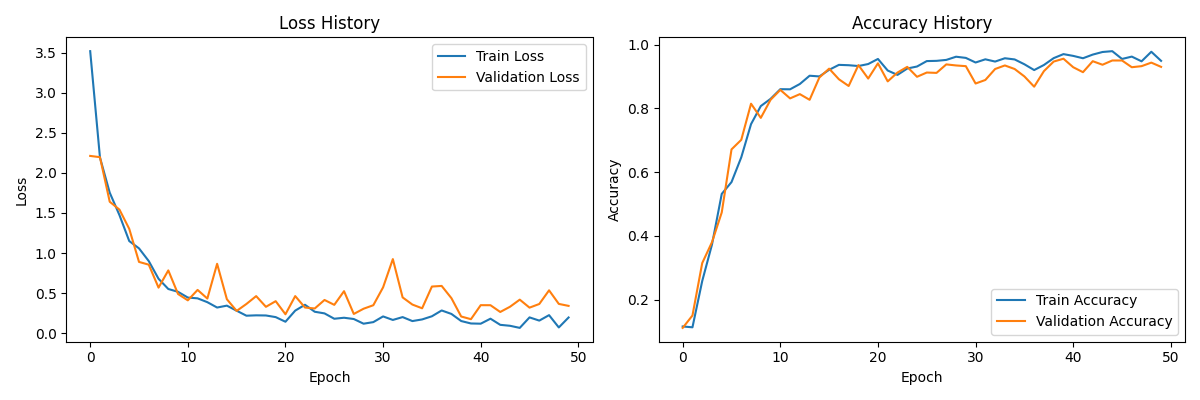 Loss History
3.5
3.0
2.5
2.0
1.5
1.0
0.5
0.0
Loss
0 10 20 30 40 50
Epoch
Train Loss
Validation Loss
Accuracy History
1.0
0.8
0.6
0.4
0.2
Accuracy
0 10 20 30 40 50
Epoch
Train Accuracy
Validation Accuracy